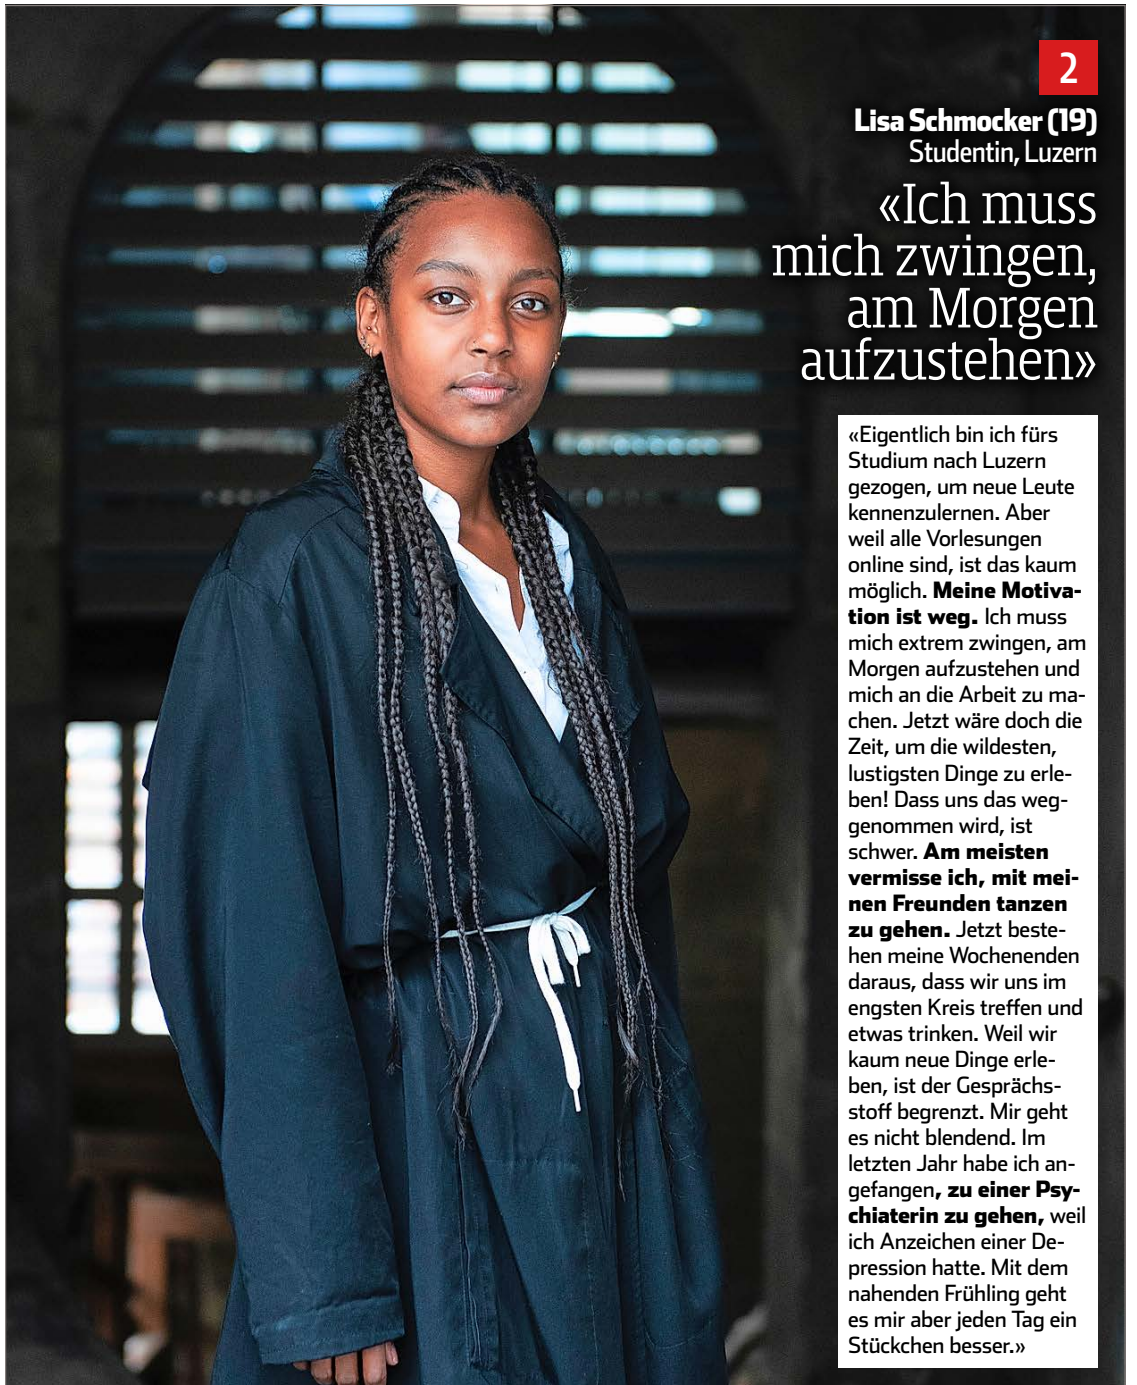 2
Lisa Schmocker (19)
Studentin, Luzern
«Ich muss
mich zwingen,
am Morgen
aufzustehen»
«Eigentlich bin ich fürs
Studium nach Luzern
gezogen, um neue Leute
kennenzulernen. Aber
weil alle Vorlesungen
online sind, ist das kaum
möglich. Meine Motiva-
tion ist weg. Ich muss
mich extrem zwingen, am
Morgen aufzustehen und
mich an die Arbeit zu ma-
chen. Jetzt wäre doch die
Zeit, um die wildesten,
lustigsten Dinge zu erle-
ben! Dass uns das weg-
genommen wird, ist
schwer. Am meisten
vermisse ich, mit mei-
nen Freunden tanzen
zu gehen. Jetzt beste-
hen meine Wochenenden
daraus, dass wir uns im
engsten Kreis treffen und
etwas trinken. Weil wir
kaum neue Dinge erle-
ben, ist der Gesprächs-
stoff begrenzt. Mir geht
es nicht blendend. Im
letzten Jahr habe ich an-
gefangen, zu einer Psy-
chiaterin zu gehen, weil
ich Anzeichen einer De-
pression hatte. Mit dem
nahenden Frühling geht
es mir aber jeden Tag ein
Stückchen besser.»